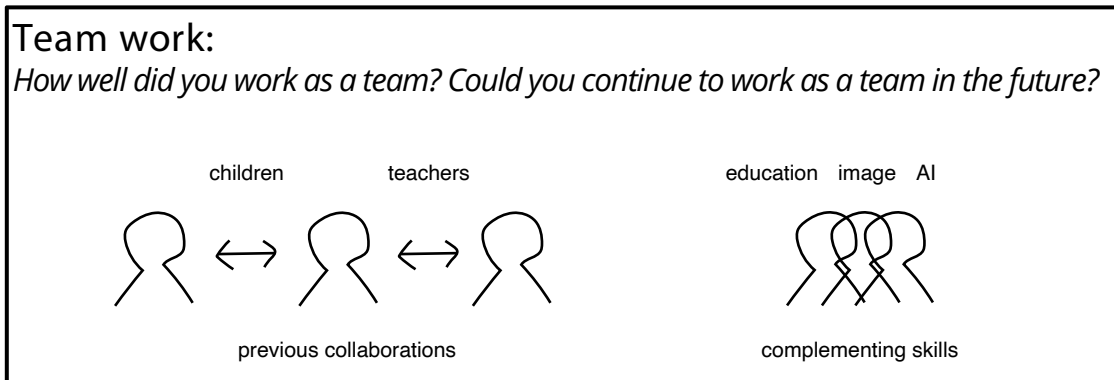 Team work:
How well did you work as a team? Could you continue to work as a team in the future?
children teachers
education image AI
previous collaborations
complementing skills